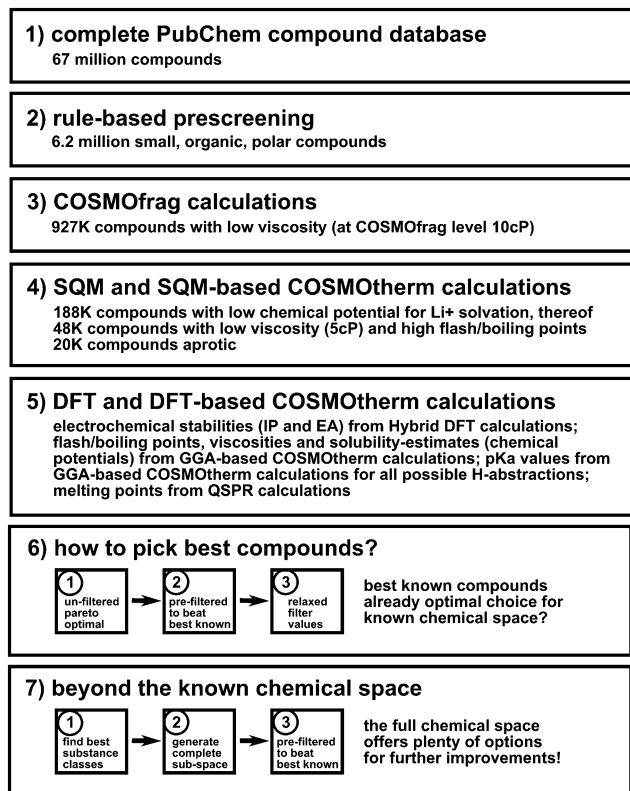 1) complete PubChem compound database
67 million compounds
2) rule-based prescreening
6.2 million small, organic, polar compounds
3) COSMOfrag calculations
927K compounds with low viscosity (at COSMOfrag level 10cP)
4) SQM and SQM-based COSMOtherm calculations
188K compounds with low chemical potential for Li+ solvation, thereof
48K compounds with low viscosity (5cP) and high flash/boiling points
20K compounds aprotic
5) DFT and DFT-based COSMOtherm calculations
electrochemical stabilities (IP and EA) from Hybrid DFT calculations;
flash/boiling points, viscosities and solubility-estimates (chemical
potentials) from GGA-based COSMOtherm calculations; pKa values from
GGA-based COSMOtherm calculations for all possible H-abstractions;
melting points from QSPR calculations
6) how to pick best compounds?
1
un-filtered
pareto
optimal
2
pre-filtered
to beat
best known
3
relaxed
filter
values
best known compounds
already optimal choice for
known chemical space?
7) beyond the known chemical space
1
find best
substance
classes
2
generate
complete
sub-space
3
pre-filtered
to beat
best known
the full chemical space
offers plenty of options
for further improvements!